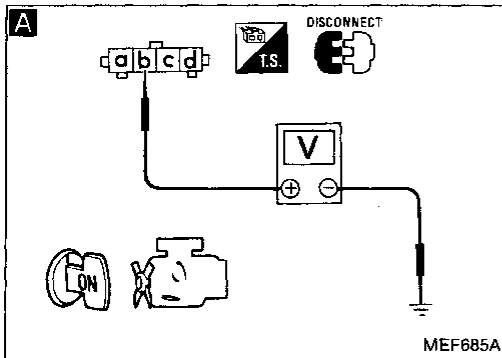 A
DISCONNECT
T.S.
a b c d
V
+ −
ON
MEF685A